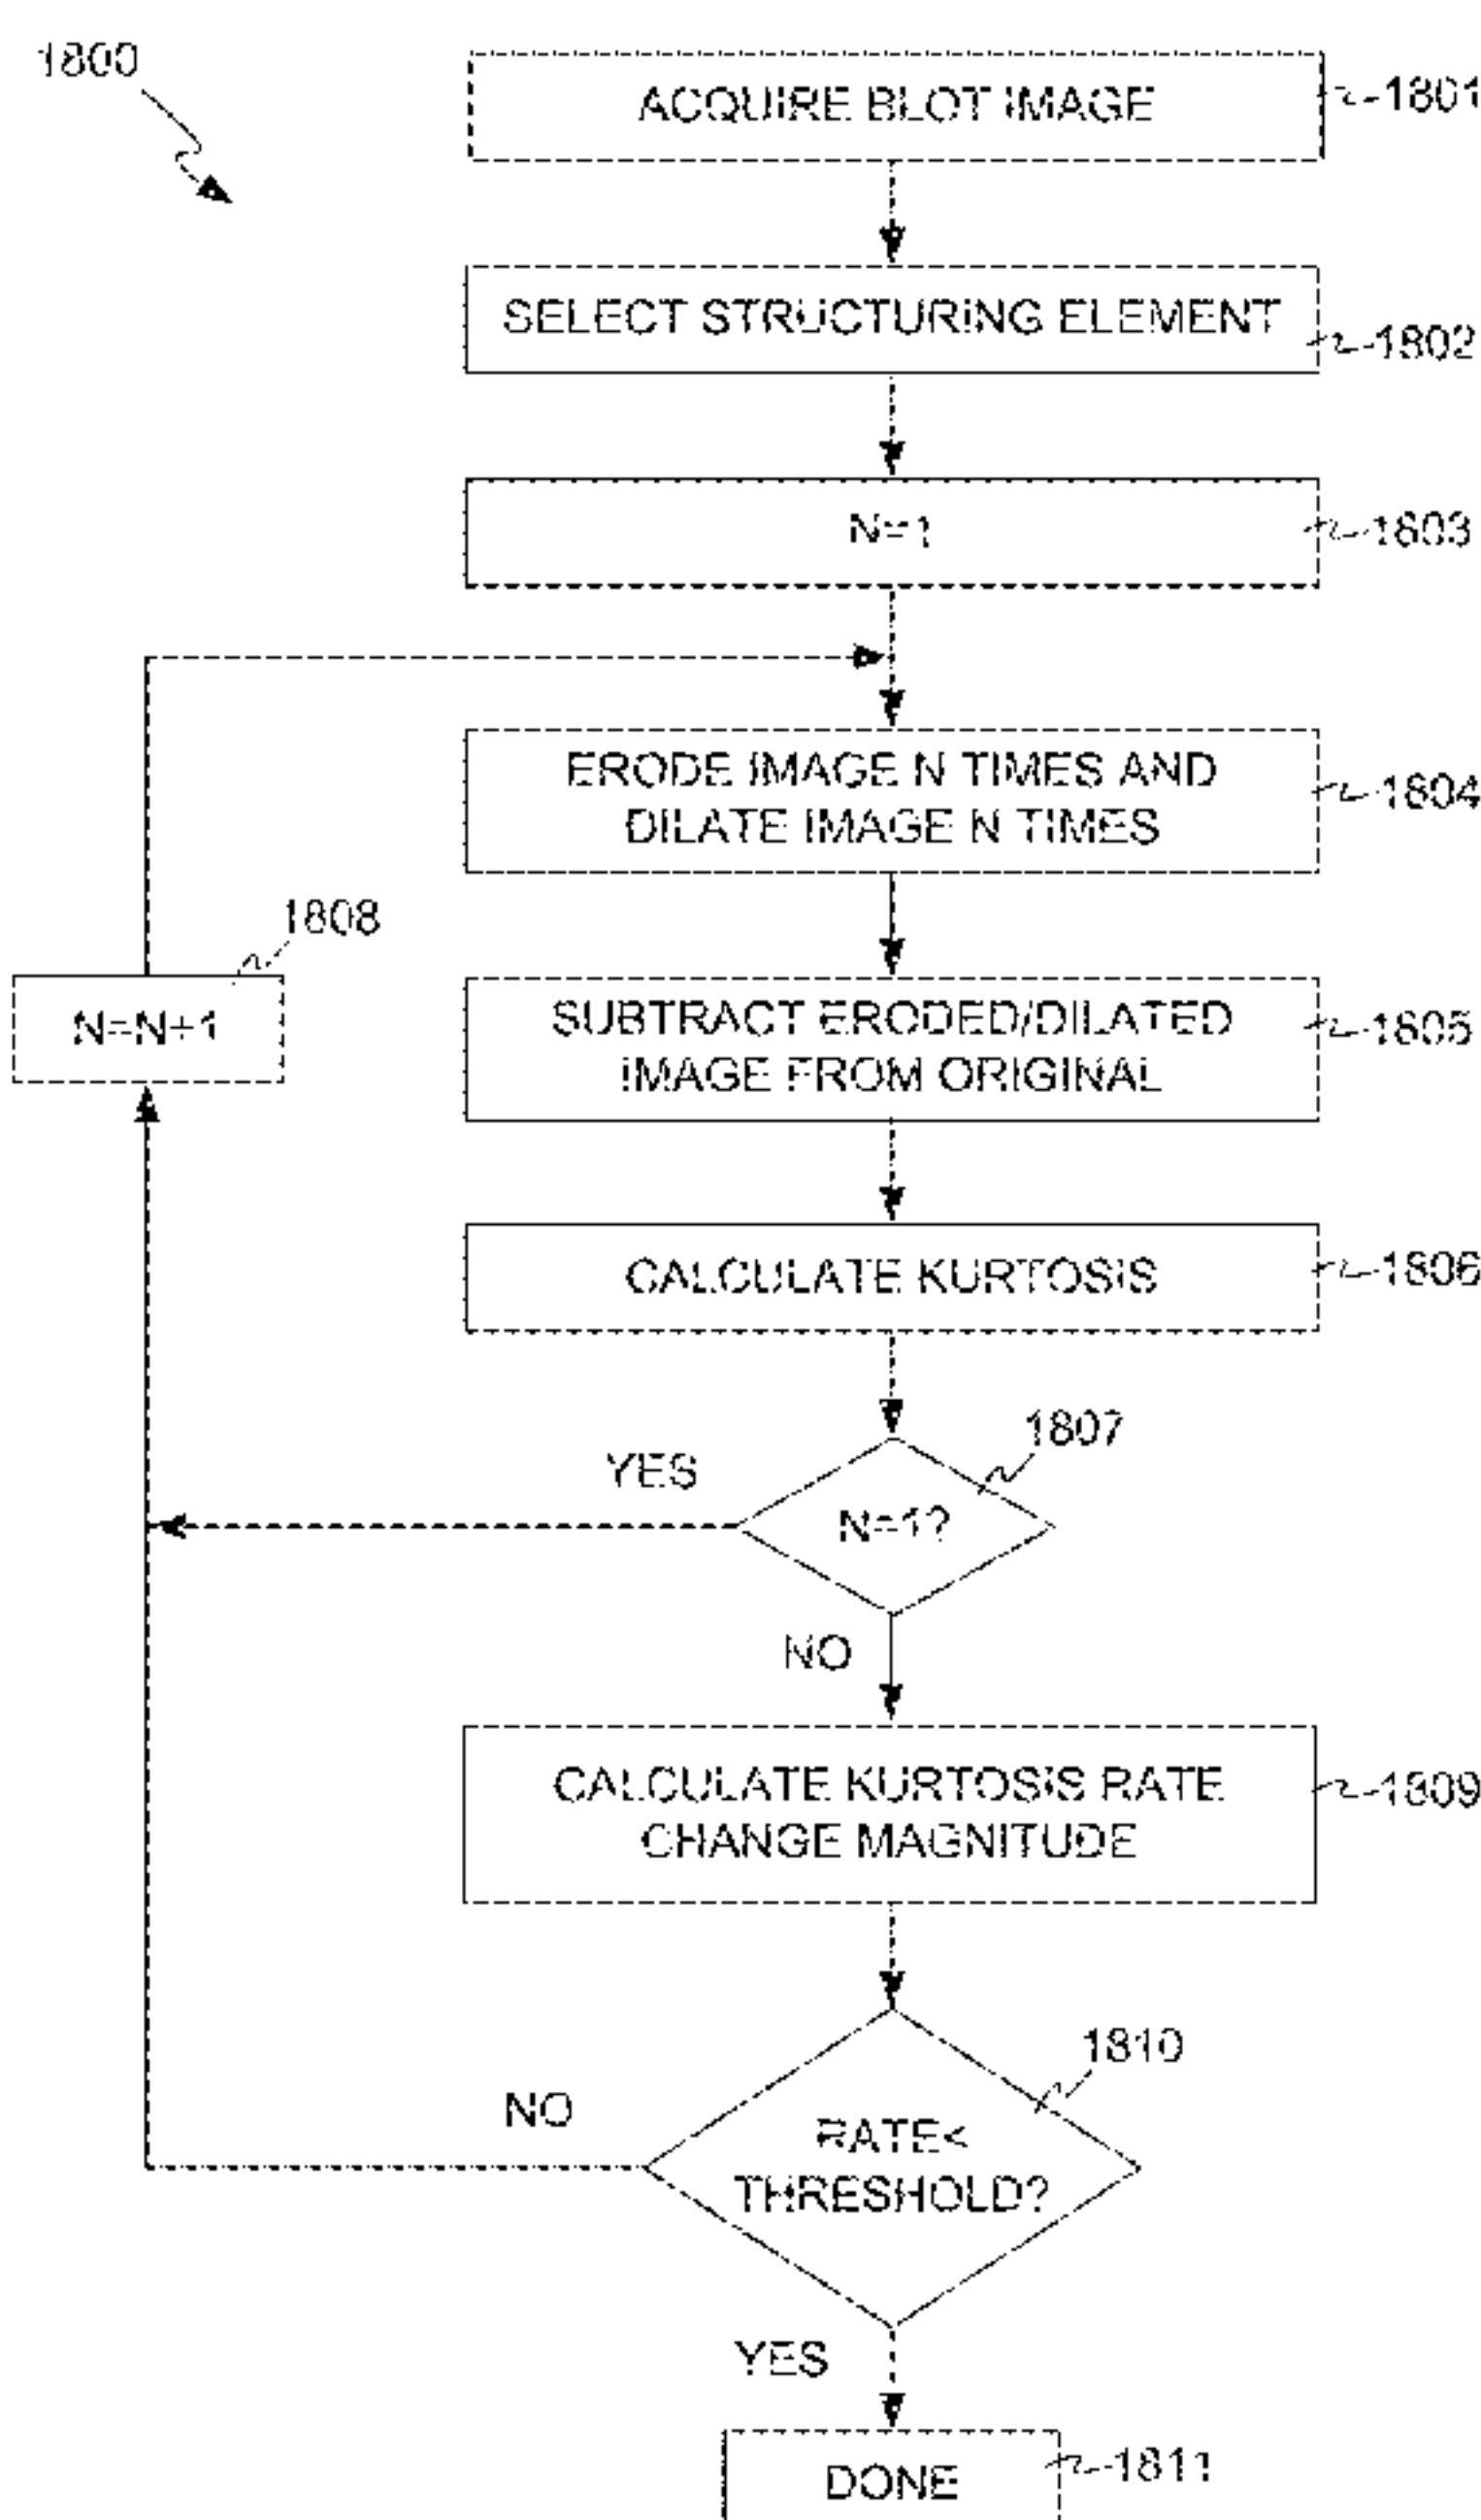 1800
ACQUIRE BLOT IMAGE
1801
SELECT STRUCTURING ELEMENT
1802
N=1
1803
ERODE IMAGE N TIMES AND
DILATE IMAGE N TIMES
1804
1808
N=N+1
SUBTRACT ERODED/DILATED
IMAGE FROM ORIGINAL
1805
CALCULATE KURTOSIS
1806
1807
YES
N=1?
NO
CALCULATE KURTOSIS RATE
CHANGE MAGNITUDE
1809
1810
NO
RATE<
THRESHOLD?
YES
DONE
1811